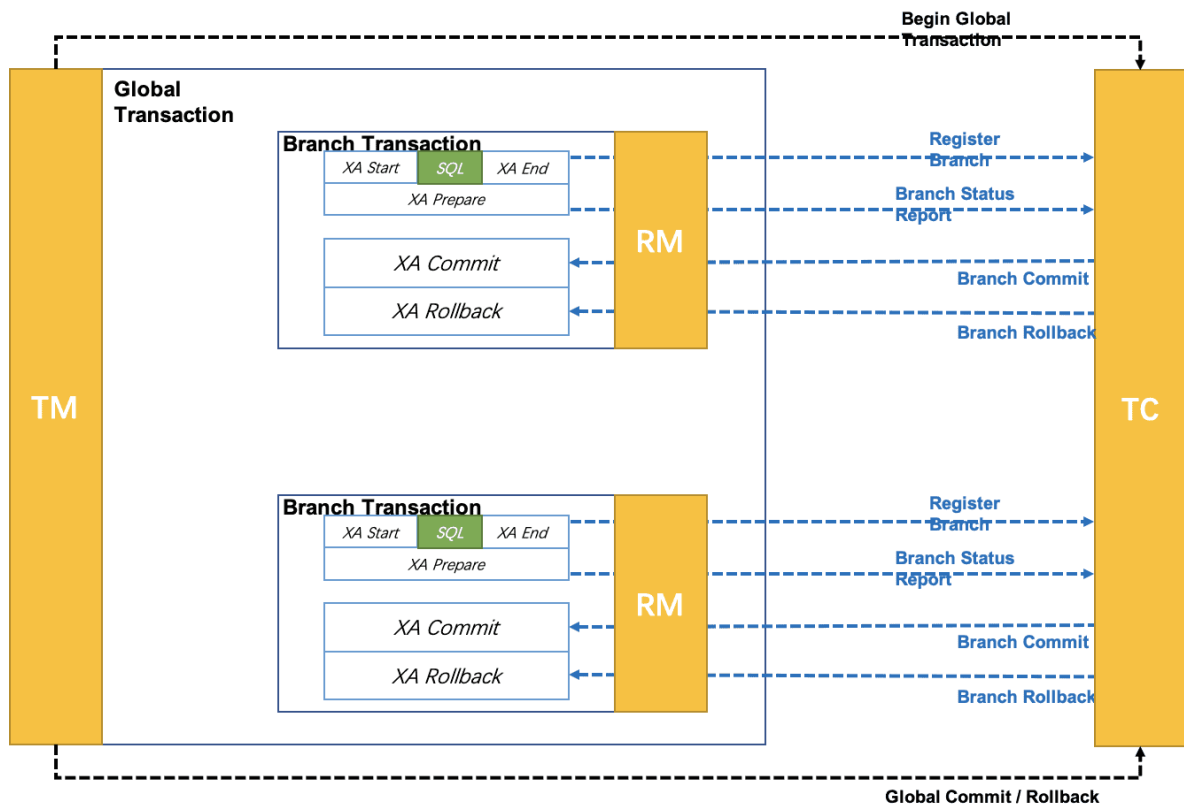 Begin Global
Transaction
Global
Transaction
TM
Branch Transaction
XA Start
SQL
XA End
XA Prepare
XA Commit
XA Rollback
RM
Register
Branch
Branch Status
Report
Branch Commit
Branch Rollback
TC
Branch Transaction
XA Start
SQL
XA End
XA Prepare
XA Commit
XA Rollback
RM
Register
Branch
Branch Status
Report
Branch Commit
Branch Rollback
Global Commit / Rollback